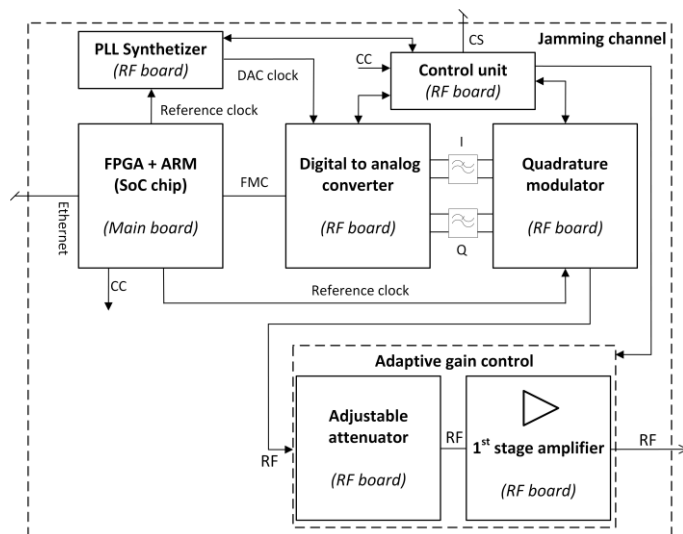 CS
Jamming channel
PLL Synthetizer
(RF board)
CC
Control unit
(RF board)
DAC clock
Reference clock
FPGA + ARM
(SoC chip)
(Main board)
FMC
Digital to analog
converter
(RF board)
I
Q
Quadrature
modulator
(RF board)
Ethernet
CC
Reference clock
Adaptive gain control
RF
Adjustable
attenuator
(RF board)
RF
1st stage amplifier
(RF board)
RF